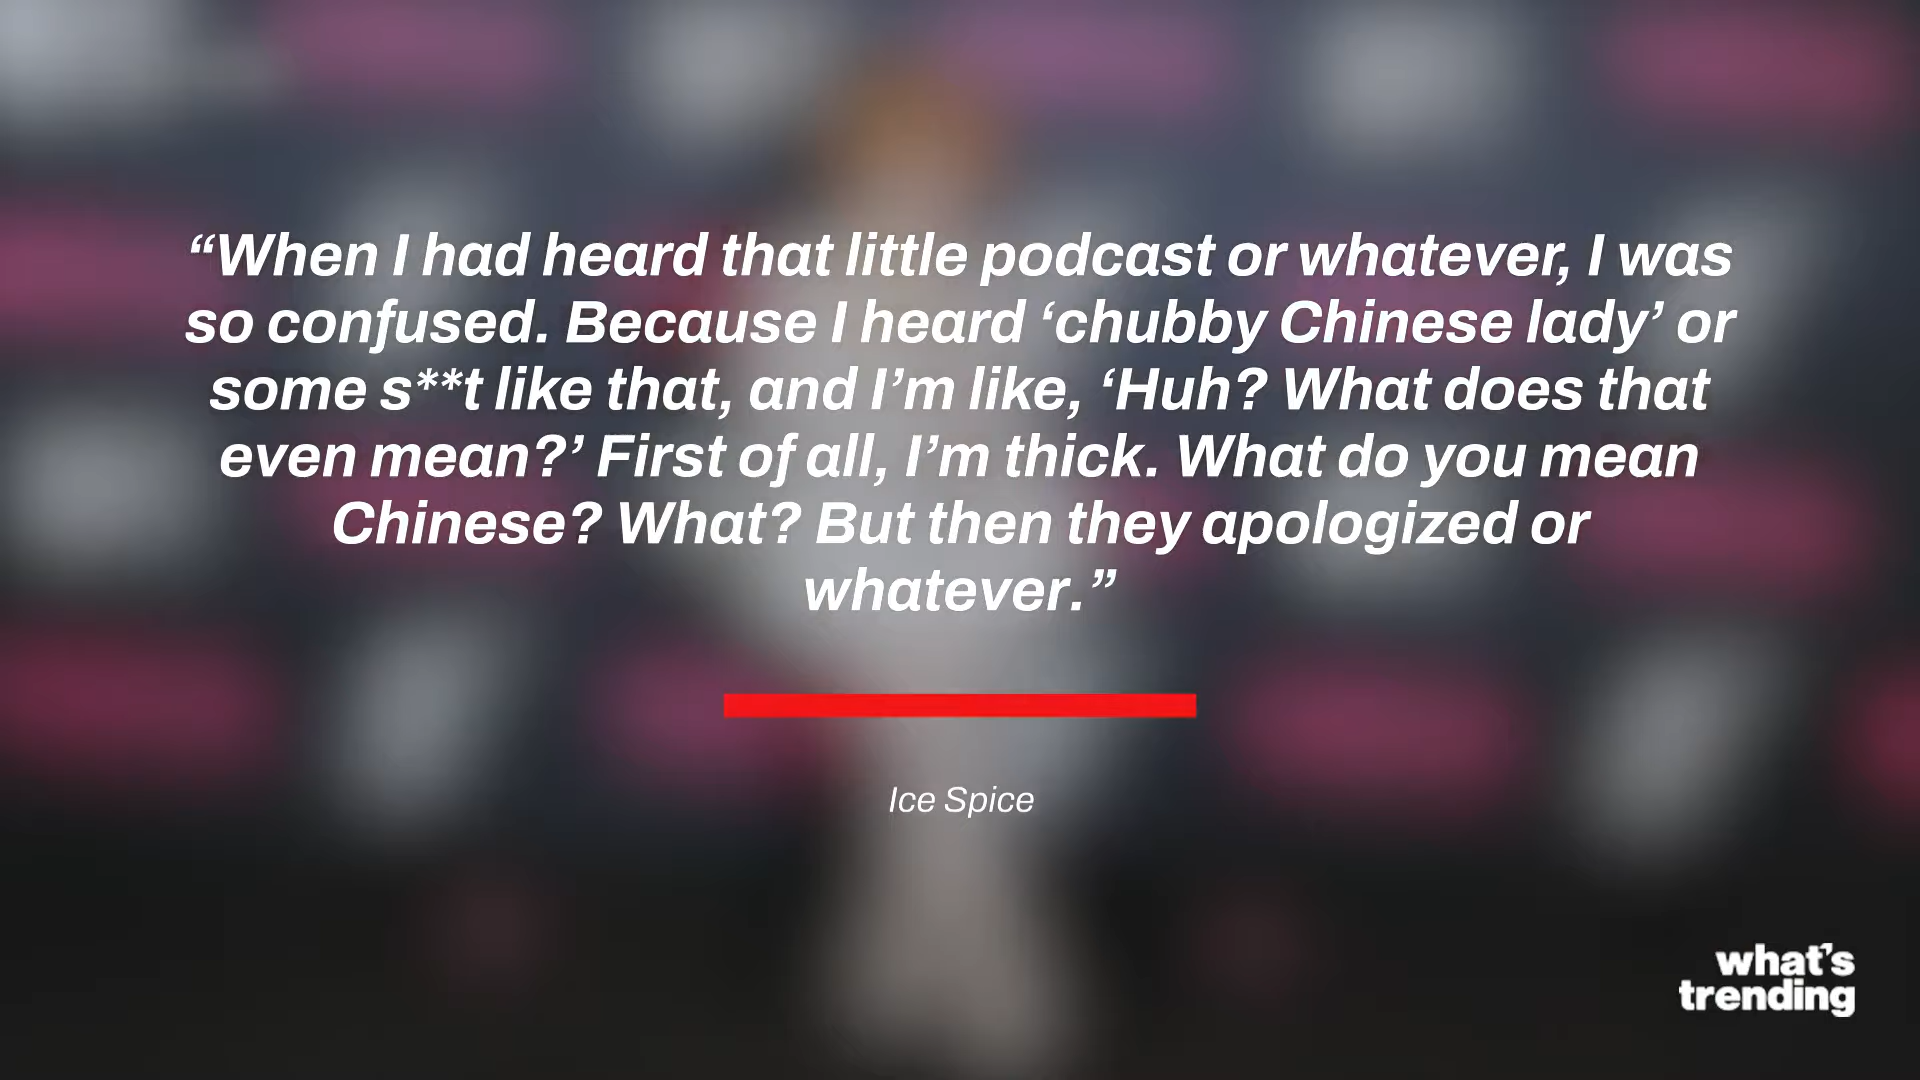 “When I had heard that little podcast or whatever, I was
so confused. Because I heard ‘chubby Chinese lady’ or
some s**t like that, and I’m like, ‘Huh? What does that
even mean?’ First of all, I’m thick. What do you mean
Chinese? What? But then they apologized or
whatever.”
Ice Spice
what’s
trending